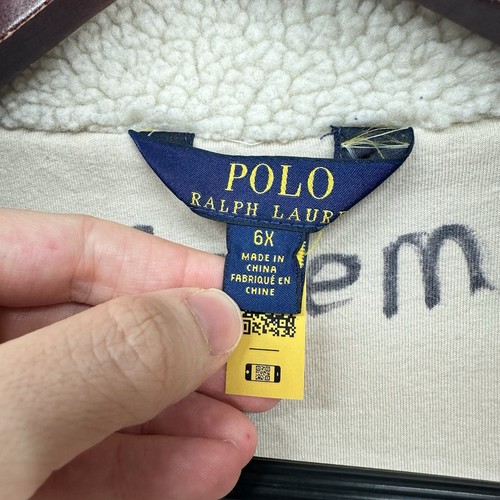 POLO
RALPH LAUR
6X
MADE IN
CHINA
FABRIQUÉ EN
CHINE
em